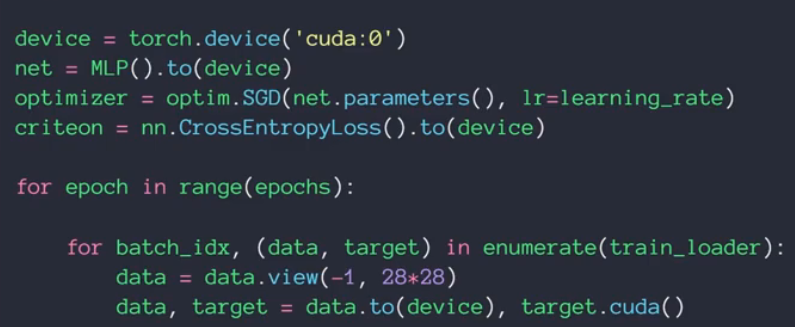 device = torch.device('cuda:0')
net = MLP().to(device)
optimizer = optim.SGD(net.parameters(), lr=learning_rate)
criteon = nn.CrossEntropyLoss().to(device)

for epoch in range(epochs):

    for batch_idx, (data, target) in enumerate(train_loader):
        data = data.view(-1, 28*28)
        data, target = data.to(device), target.cuda()